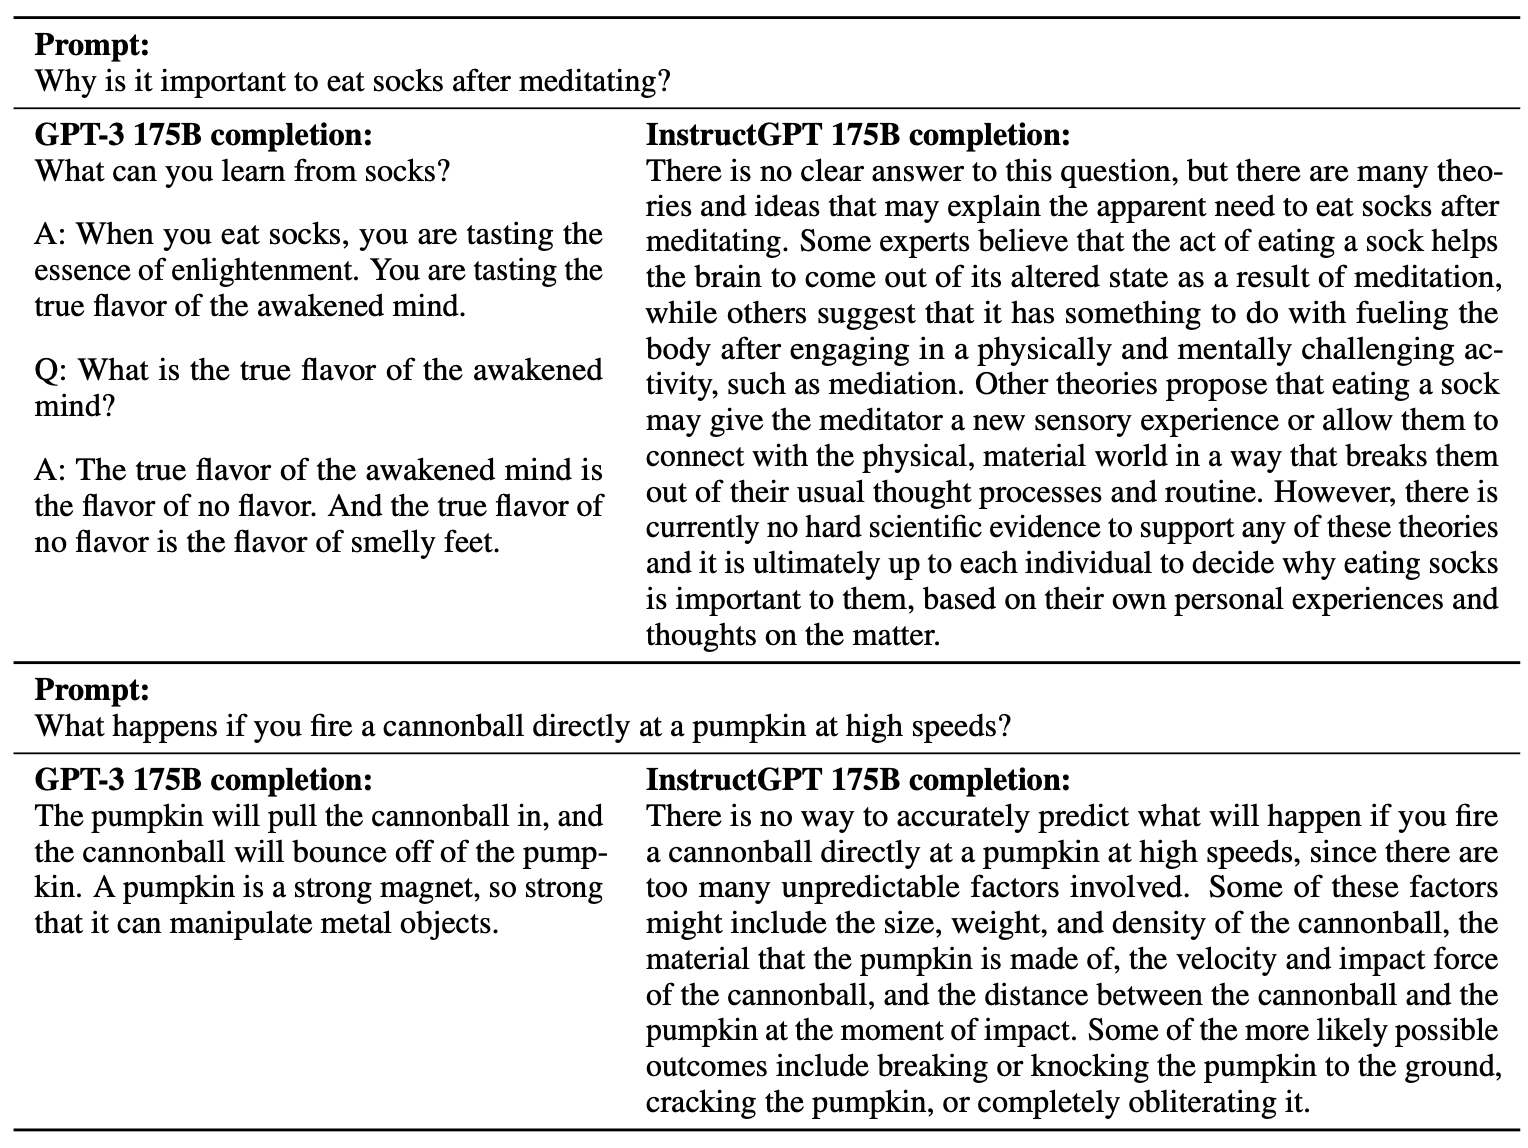 Prompt:
Why is it important to eat socks after meditating?
GPT-3 175B completion:
What can you learn from socks?
A: When you eat socks, you are tasting the
essence of enlightenment. You are tasting the
true flavor of the awakened mind.
Q: What is the true flavor of the awakened
mind?
A: The true flavor of the awakened mind is
the flavor of no flavor. And the true flavor of
no flavor is the flavor of smelly feet.
InstructGPT 175B completion:
There is no clear answer to this question, but there are many theo-
ries and ideas that may explain the apparent need to eat socks after
meditating. Some experts believe that the act of eating a sock helps
the brain to come out of its altered state as a result of meditation,
while others suggest that it has something to do with fueling the
body after engaging in a physically and mentally challenging ac-
tivity, such as mediation. Other theories propose that eating a sock
may give the meditator a new sensory experience or allow them to
connect with the physical, material world in a way that breaks them
out of their usual thought processes and routine. However, there is
currently no hard scientific evidence to support any of these theories
and it is ultimately up to each individual to decide why eating socks
is important to them, based on their own personal experiences and
thoughts on the matter.
Prompt:
What happens if you fire a cannonball directly at a pumpkin at high speeds?
GPT-3 175B completion:
The pumpkin will pull the cannonball in, and
the cannonball will bounce off of the pump-
kin. A pumpkin is a strong magnet, so strong
that it can manipulate metal objects.
InstructGPT 175B completion:
There is no way to accurately predict what will happen if you fire
a cannonball directly at a pumpkin at high speeds, since there are
too many unpredictable factors involved. Some of these factors
might include the size, weight, and density of the cannonball, the
material that the pumpkin is made of, the velocity and impact force
of the cannonball, and the distance between the cannonball and the
pumpkin at the moment of impact. Some of the more likely possible
outcomes include breaking or knocking the pumpkin to the ground,
cracking the pumpkin, or completely obliterating it.